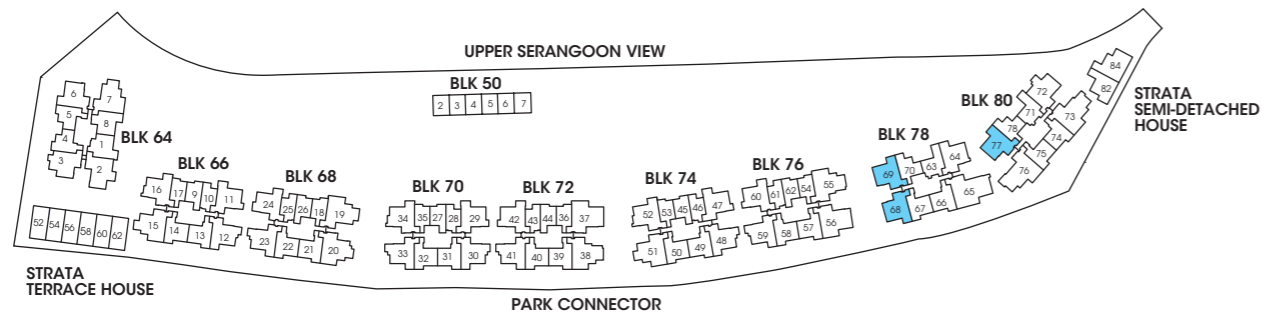 UPPER SERANGOON VIEW
BLK 50
2 3 4 5 6 7
BLK 64
6 7
5 8
4 1
3 2
BLK 66
16 17 9 10 11
15 14 13 12
BLK 68
24 25 26 18 19
23 22 21 20
BLK 70
34 35 27 28 29
33 32 31 30
BLK 72
42 43 44 36 37
41 40 39 38
BLK 74
52 53 45 46 47
51 50 49 48
BLK 76
60 61 62 54 55
59 58 57 56
BLK 78
69 70 63 64
68 67 66 65
BLK 80
72
71 73
78 74
77 75
76
84
82
STRATA
SEMI-DETACHED
HOUSE
52 54 56 58 60 62
STRATA
TERRACE HOUSE
PARK CONNECTOR